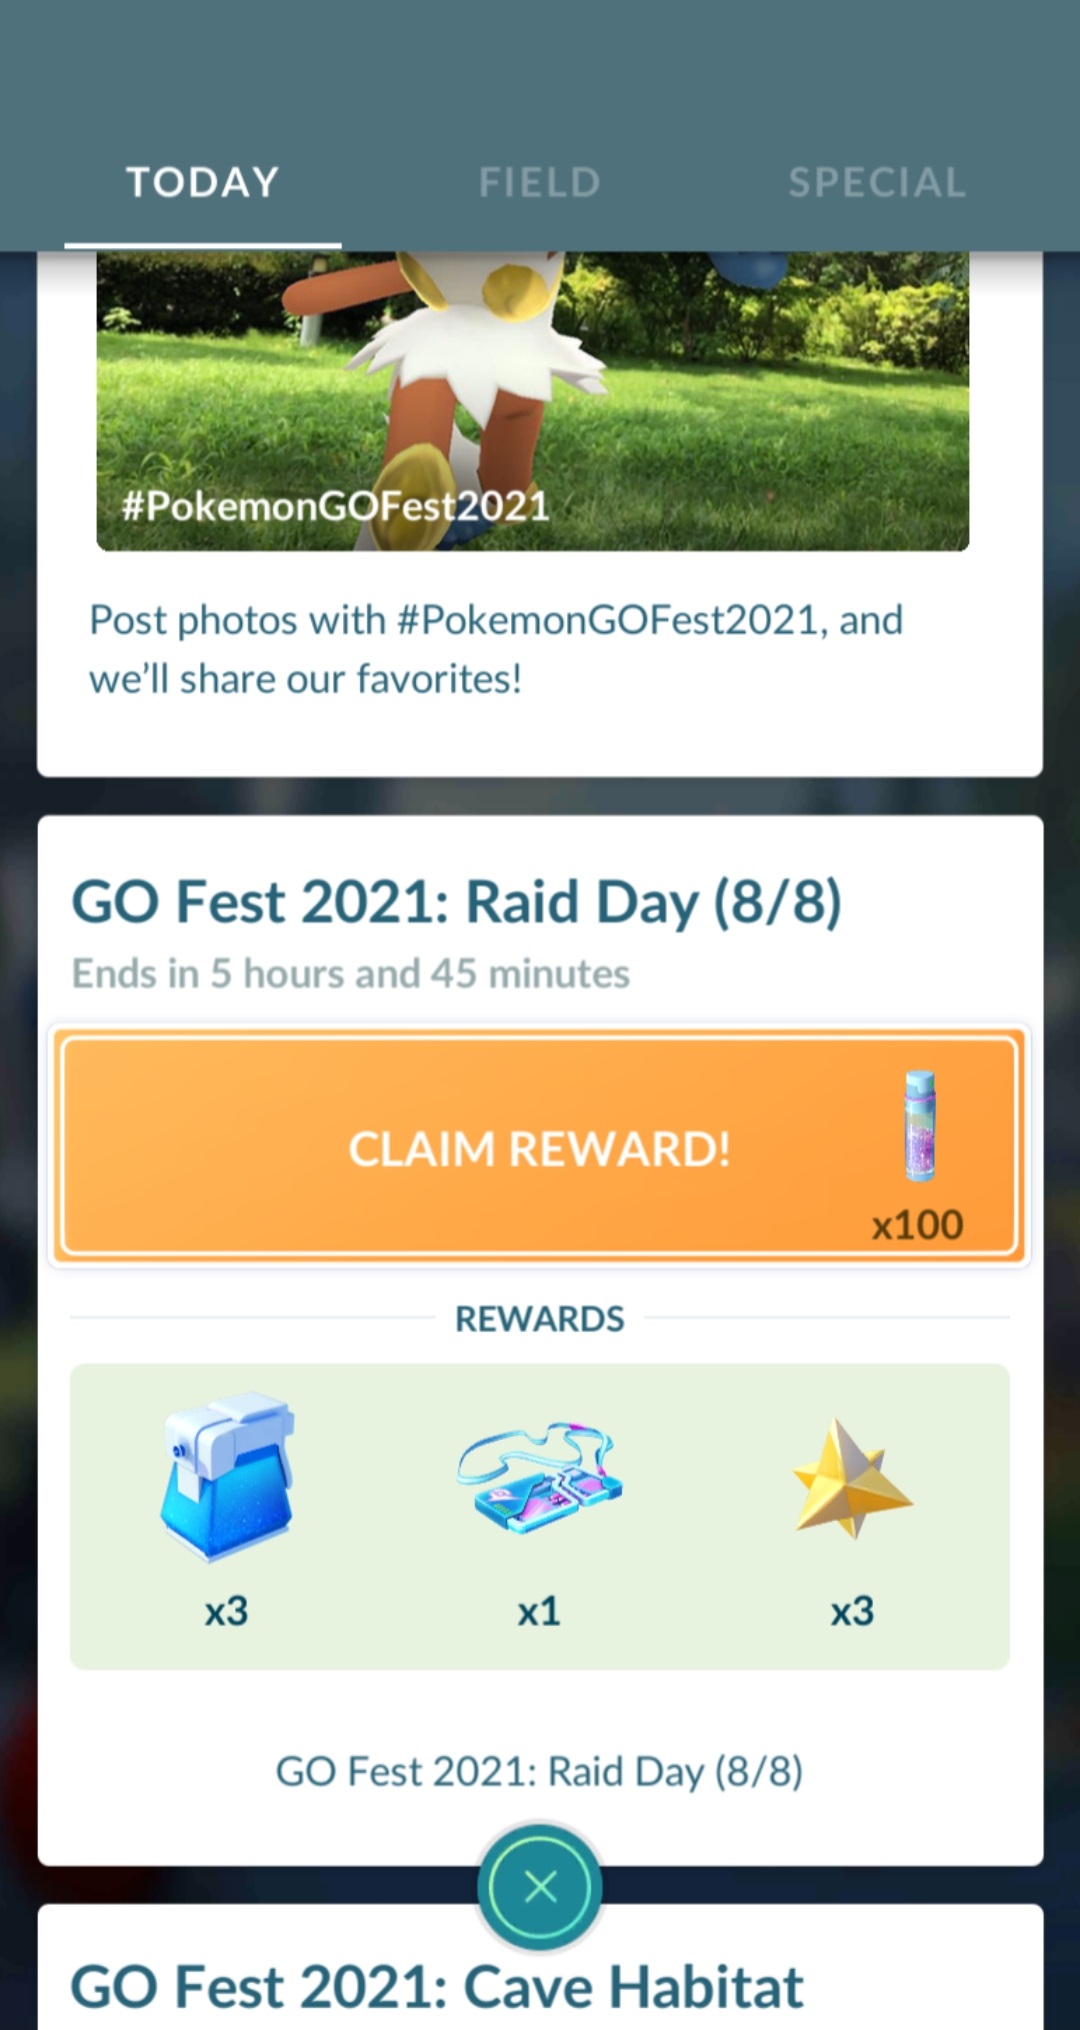 TODAY
FIELD
SPECIAL
#PokemonGOFest2021
Post photos with #PokemonGOFest2021, and
we’ll share our favorites!
GO Fest 2021: Raid Day (8/8)
Ends in 5 hours and 45 minutes
CLAIM REWARD!
x100
REWARDS
x3
x1
x3
GO Fest 2021: Raid Day (8/8)
GO Fest 2021: Cave Habitat